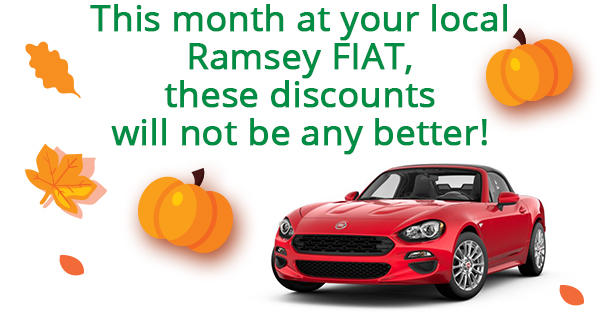 This month at your local
Ramsey FIAT,
these discounts
will not be any better!